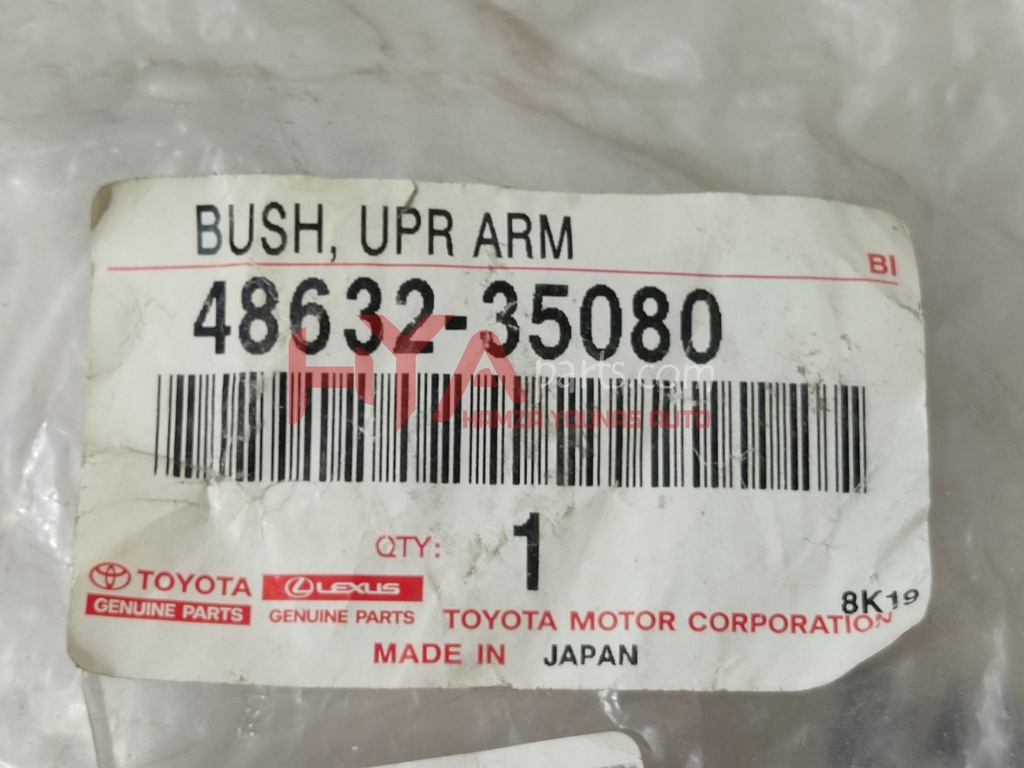 BUSH, UPR ARM
BI
48632-35080
HYA parts.com
HAMZA YOUNAS AUTO
QTY: 1
TOYOTA LEXUS
GENUINE PARTS GENUINE PARTS
8K19
TOYOTA MOTOR CORPORATION
MADE IN JAPAN